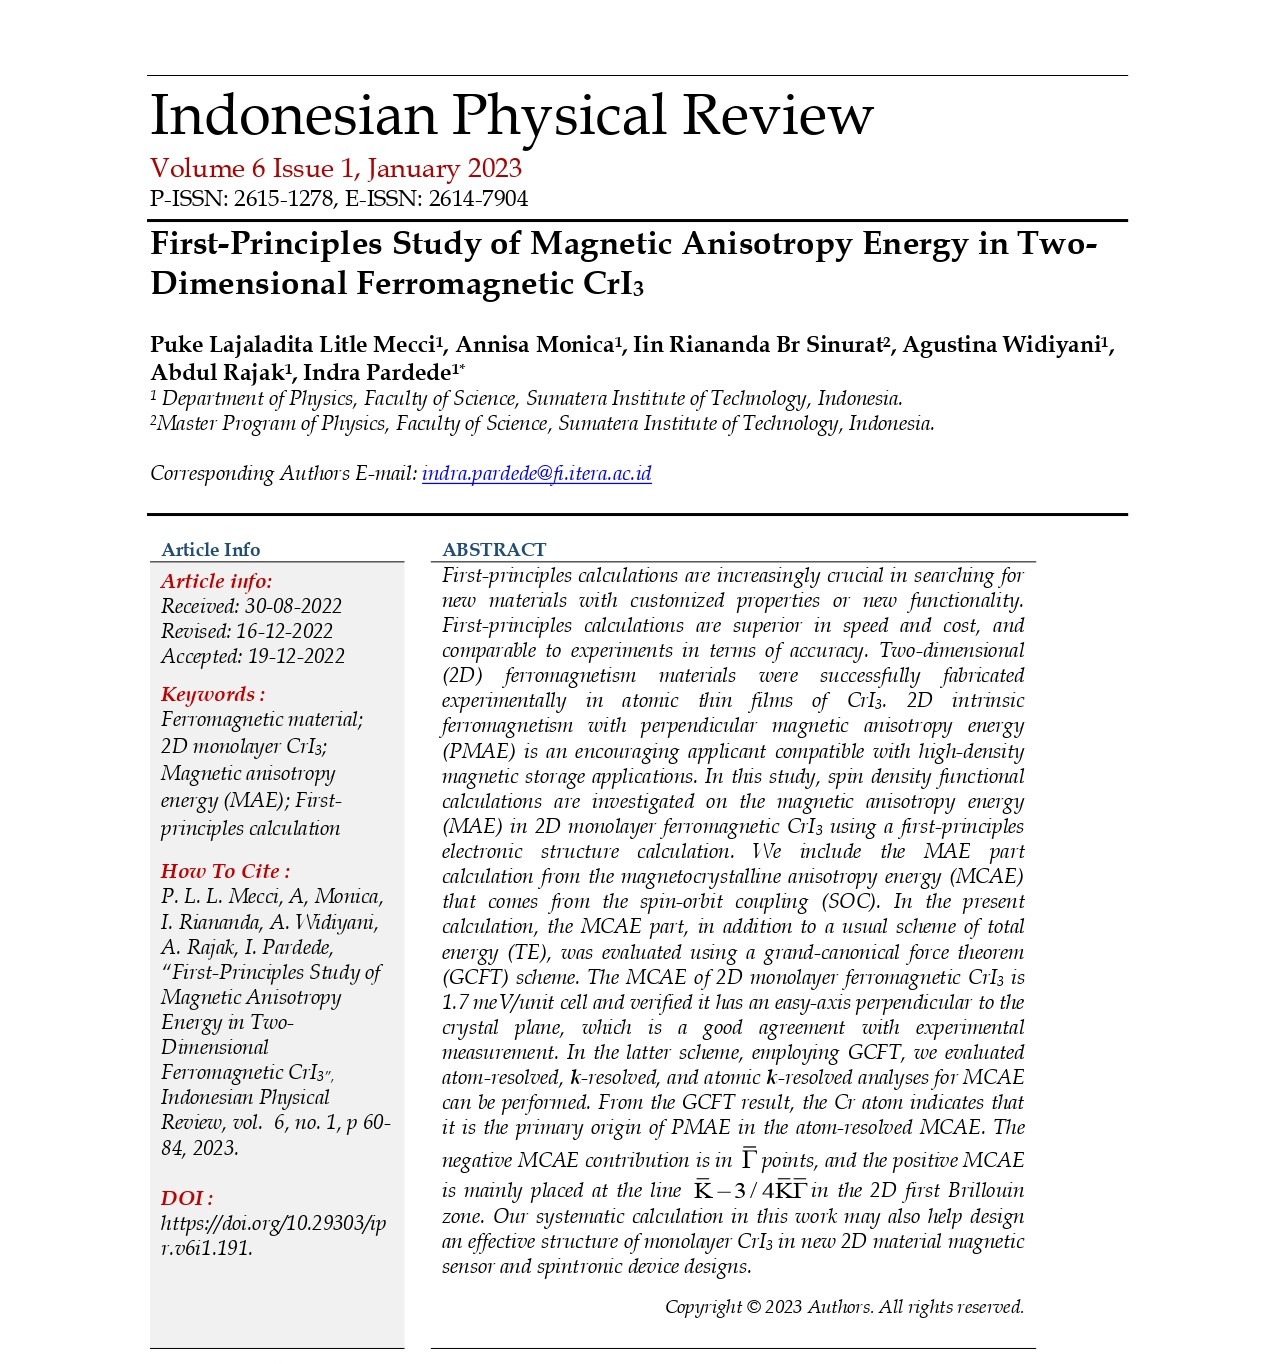 Indonesian Physical Review
Volume 6 Issue 1, January 2023
P-ISSN: 2615-1278, E-ISSN: 2614-7904
First-Principles Study of Magnetic Anisotropy Energy in Two-
Dimensional Ferromagnetic CrI₃
Puke Lajaladita Litle Mecci¹, Annisa Monica¹, Iin Riananda Br Sinurat², Agustina Widiyani¹,
Abdul Rajak¹, Indra Pardede¹*
¹ Department of Physics, Faculty of Science, Sumatera Institute of Technology, Indonesia.
²Master Program of Physics, Faculty of Science, Sumatera Institute of Technology, Indonesia.
Corresponding Authors E-mail: indra.pardede@fi.itera.ac.id
Article Info
Article info:
Received: 30-08-2022
Revised: 16-12-2022
Accepted: 19-12-2022
Keywords :
Ferromagnetic material;
2D monolayer CrI₃;
Magnetic anisotropy
energy (MAE); First-
principles calculation
How To Cite :
P. L. L. Mecci, A, Monica,
I. Riananda, A. Widiyani,
A. Rajak, I. Pardede,
“First-Principles Study of
Magnetic Anisotropy
Energy in Two-
Dimensional
Ferromagnetic CrI₃”,
Indonesian Physical
Review, vol. 6, no. 1, p 60-
84, 2023.
DOI :
https://doi.org/10.29303/ip
r.v6i1.191.
ABSTRACT
First-principles calculations are increasingly crucial in searching for
new materials with customized properties or new functionality.
First-principles calculations are superior in speed and cost, and
comparable to experiments in terms of accuracy. Two-dimensional
(2D) ferromagnetism materials were successfully fabricated
experimentally in atomic thin films of CrI₃. 2D intrinsic
ferromagnetism with perpendicular magnetic anisotropy energy
(PMAE) is an encouraging applicant compatible with high-density
magnetic storage applications. In this study, spin density functional
calculations are investigated on the magnetic anisotropy energy
(MAE) in 2D monolayer ferromagnetic CrI₃ using a first-principles
electronic structure calculation. We include the MAE part
calculation from the magnetocrystalline anisotropy energy (MCAE)
that comes from the spin-orbit coupling (SOC). In the present
calculation, the MCAE part, in addition to a usual scheme of total
energy (TE), was evaluated using a grand-canonical force theorem
(GCFT) scheme. The MCAE of 2D monolayer ferromagnetic CrI₃ is
1.7 meV/unit cell and verified it has an easy-axis perpendicular to the
crystal plane, which is a good agreement with experimental
measurement. In the latter scheme, employing GCFT, we evaluated
atom-resolved, k-resolved, and atomic k-resolved analyses for MCAE
can be performed. From the GCFT result, the Cr atom indicates that
it is the primary origin of PMAE in the atom-resolved MCAE. The
negative MCAE contribution is in Γ̄ points, and the positive MCAE
is mainly placed at the line K̄ – 3 / 4K̄Γ̄ in the 2D first Brillouin
zone. Our systematic calculation in this work may also help design
an effective structure of monolayer CrI₃ in new 2D material magnetic
sensor and spintronic device designs.
Copyright © 2023 Authors. All rights reserved.